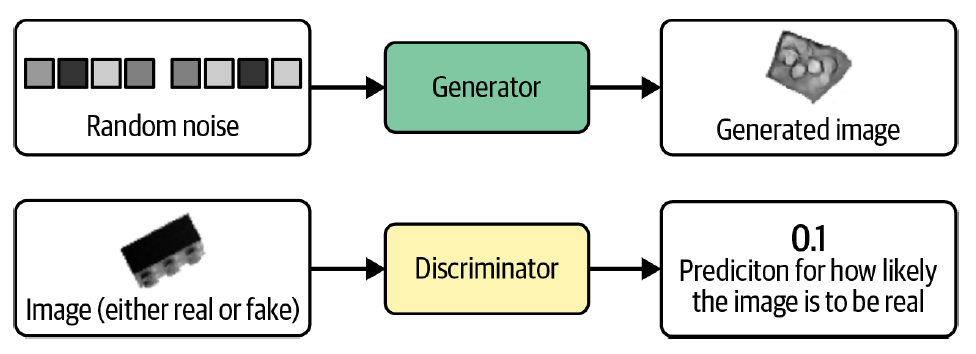 Random noise
Generator
Generated image
Image (either real or fake)
Discriminator
0.1
Prediciton for how likely
the image is to be real